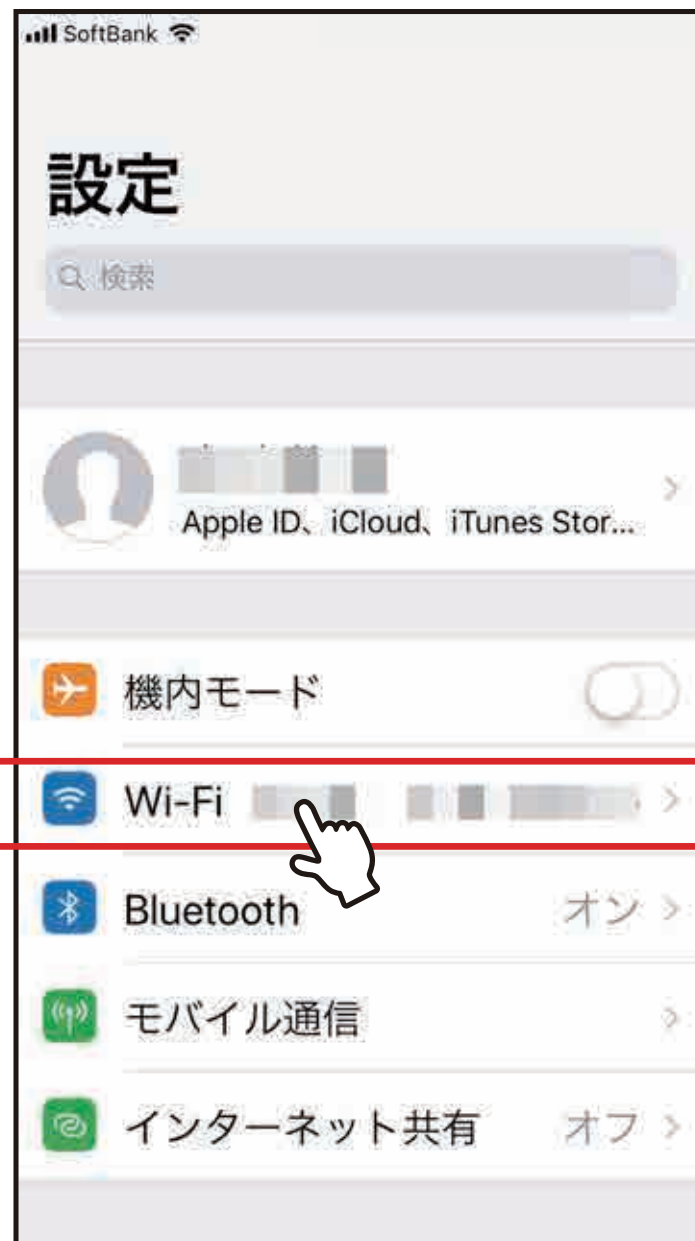 SoftBank
設定
検索
Apple ID、iCloud、iTunes Stor...
機内モード
Wi-Fi
Bluetooth オン
モバイル通信
インターネット共有 オフ